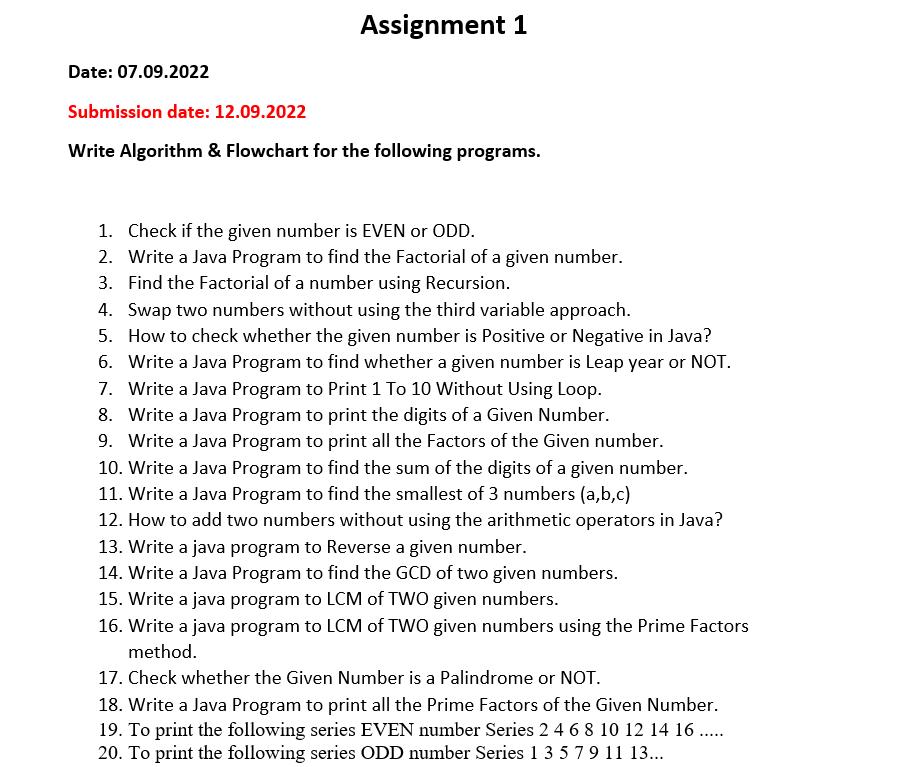 Assignment 1
Date: 07.09.2022
Submission date: 12.09.2022
Write Algorithm & Flowchart for the following programs.
1. Check if the given number is EVEN or ODD.
2. Write a Java Program to find the Factorial of a given number.
3. Find the Factorial of a number using Recursion.
4. Swap two numbers without using the third variable approach.
5. How to check whether the given number is Positive or Negative in Java?
6. Write a Java Program to find whether a given number is Leap year or NOT.
7. Write a Java Program to Print 1 To 10 Without Using Loop.
8. Write a Java Program to print the digits of a Given Number.
9. Write a Java Program to print all the Factors of the Given number.
10. Write a Java Program to find the sum of the digits of a given number.
11. Write a Java Program to find the smallest of 3 numbers (a,b,c)
12. How to add two numbers without using the arithmetic operators in Java?
13. Write a java program to Reverse a given number.
14. Write a Java Program to find the GCD of two given numbers.
15. Write a java program to LCM of TWO given numbers.
16. Write a java program to LCM of TWO given numbers using the Prime Factors
method.
17. Check whether the Given Number is a Palindrome or NOT.
18. Write a Java Program to print all the Prime Factors of the Given Number.
19. To print the following series EVEN number Series 2 4 6 8 10 12 14 16 .....
20. To print the following series ODD number Series 1 3 5 7 9 11 13...